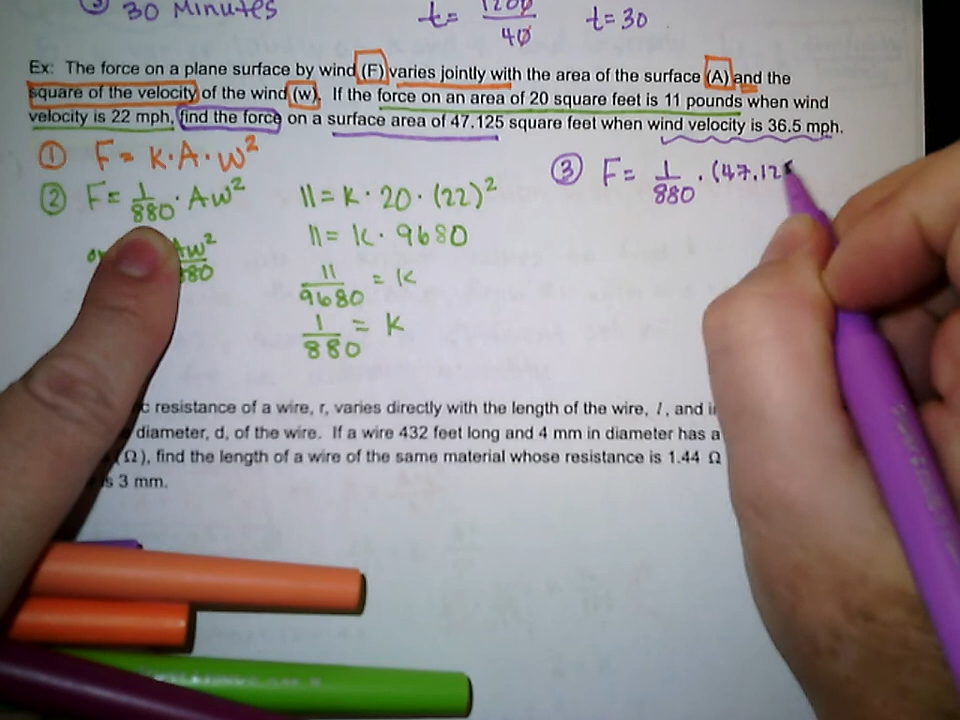 ③ 30 Minutes
t = 1200/40 t = 30
Ex: The force on a plane surface by wind (F) varies jointly with the area of the surface (A) and the
square of the velocity of the wind (w). If the force on an area of 20 square feet is 11 pounds when wind
velocity is 22 mph, find the force on a surface area of 47.125 square feet when wind velocity is 36.5 mph.
① F = K·A·w²
② F = 1/880 · Aw²
or Aw²/880
11 = k · 20 · (22)²
11 = k · 9680
11/9680 = k
1/880 = k
③ F = 1/880 · (47.125
resistance of a wire, r, varies directly with the length of the wire, l, and
diameter, d, of the wire. If a wire 432 feet long and 4 mm in diameter has a
(Ω), find the length of a wire of the same material whose resistance is 1.44 Ω
is 3 mm.